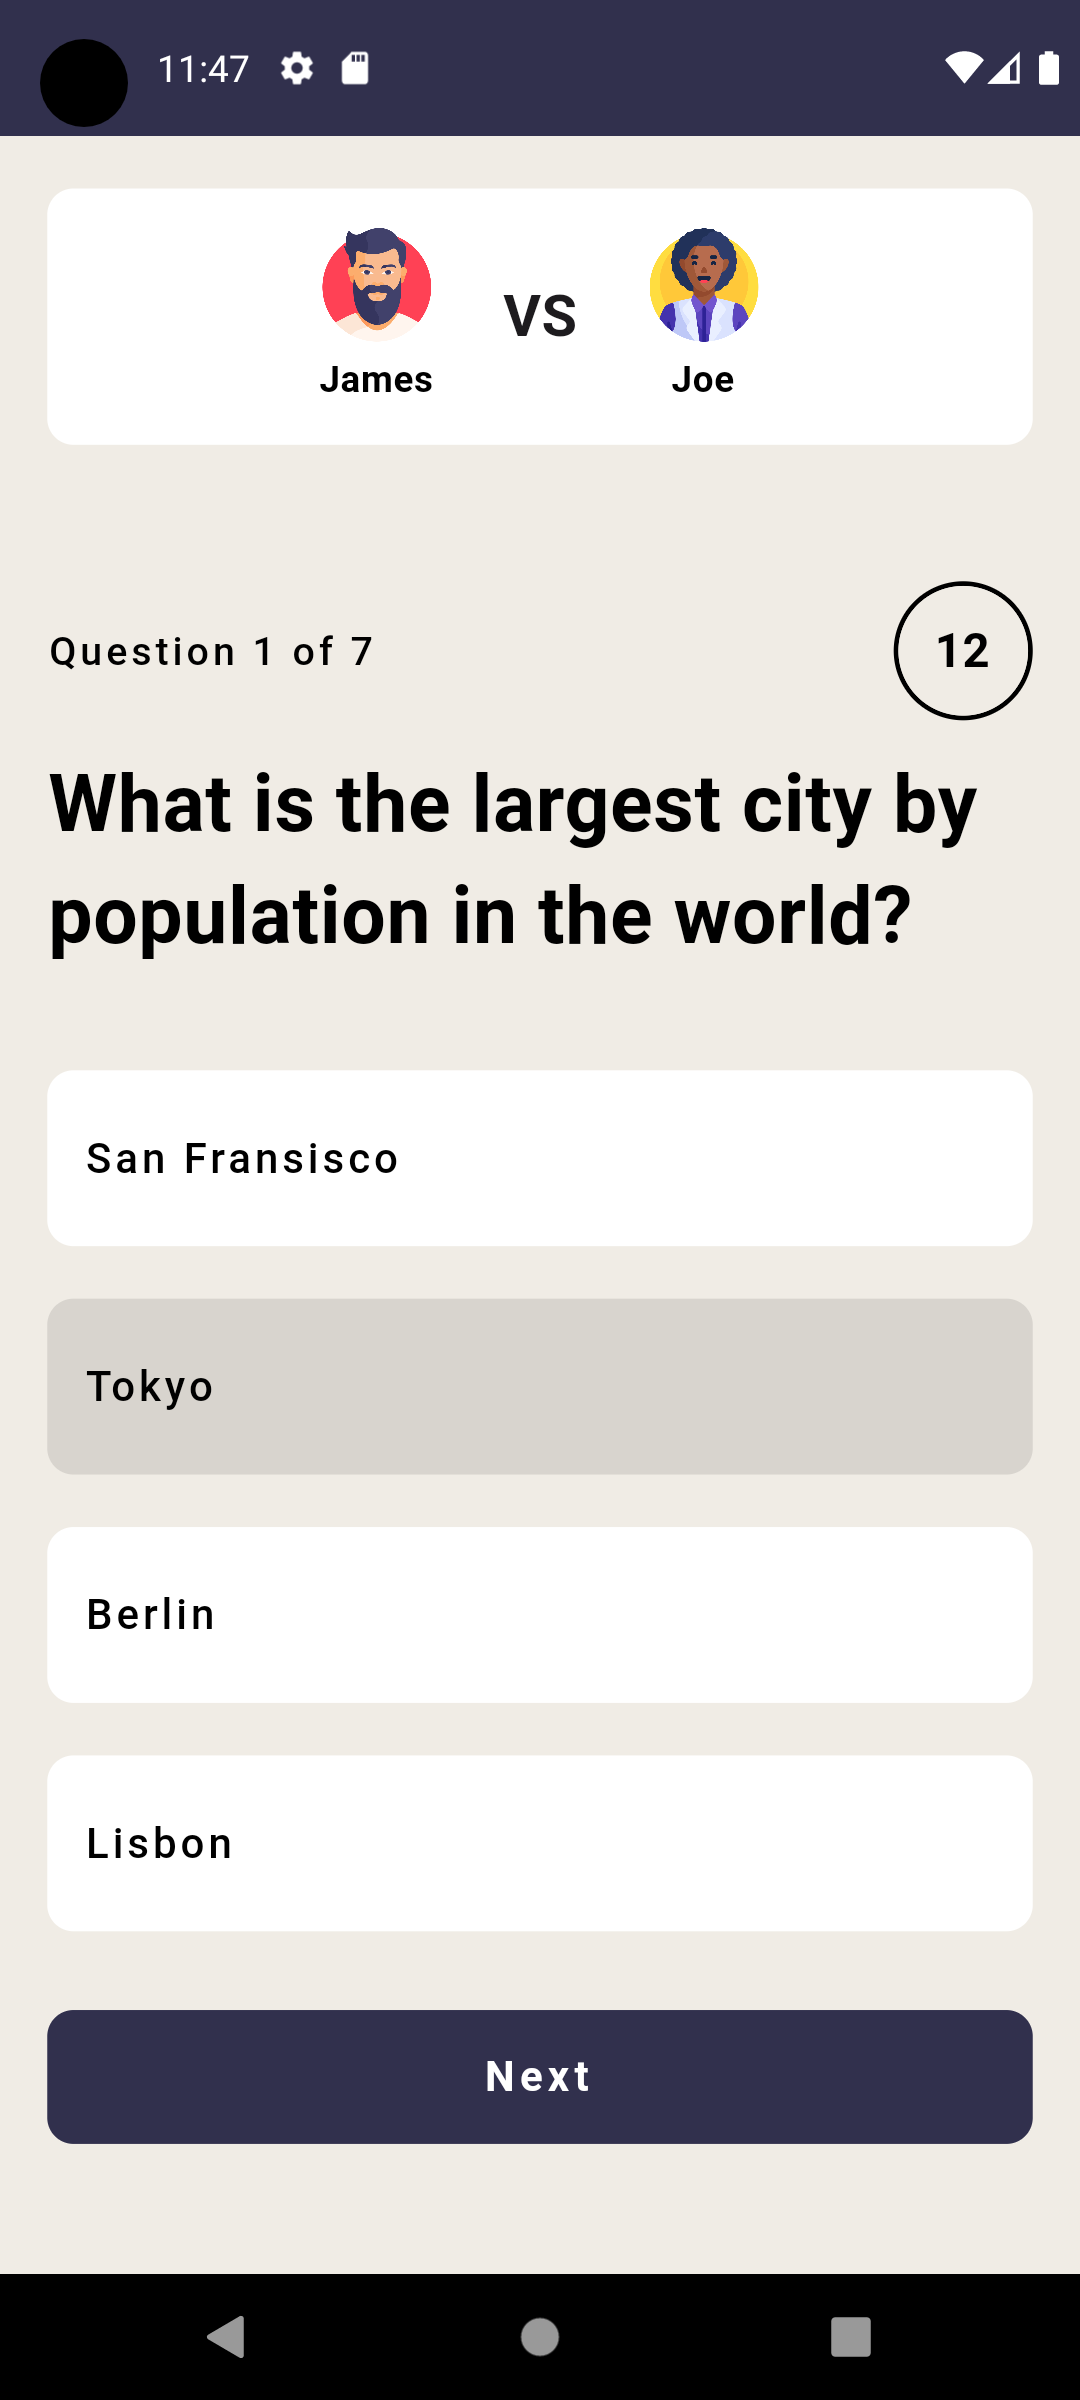 11:47
VS
James
Joe
Question 1 of 7
12
What is the largest city by
population in the world?
San Fransisco
Tokyo
Berlin
Lisbon
Next